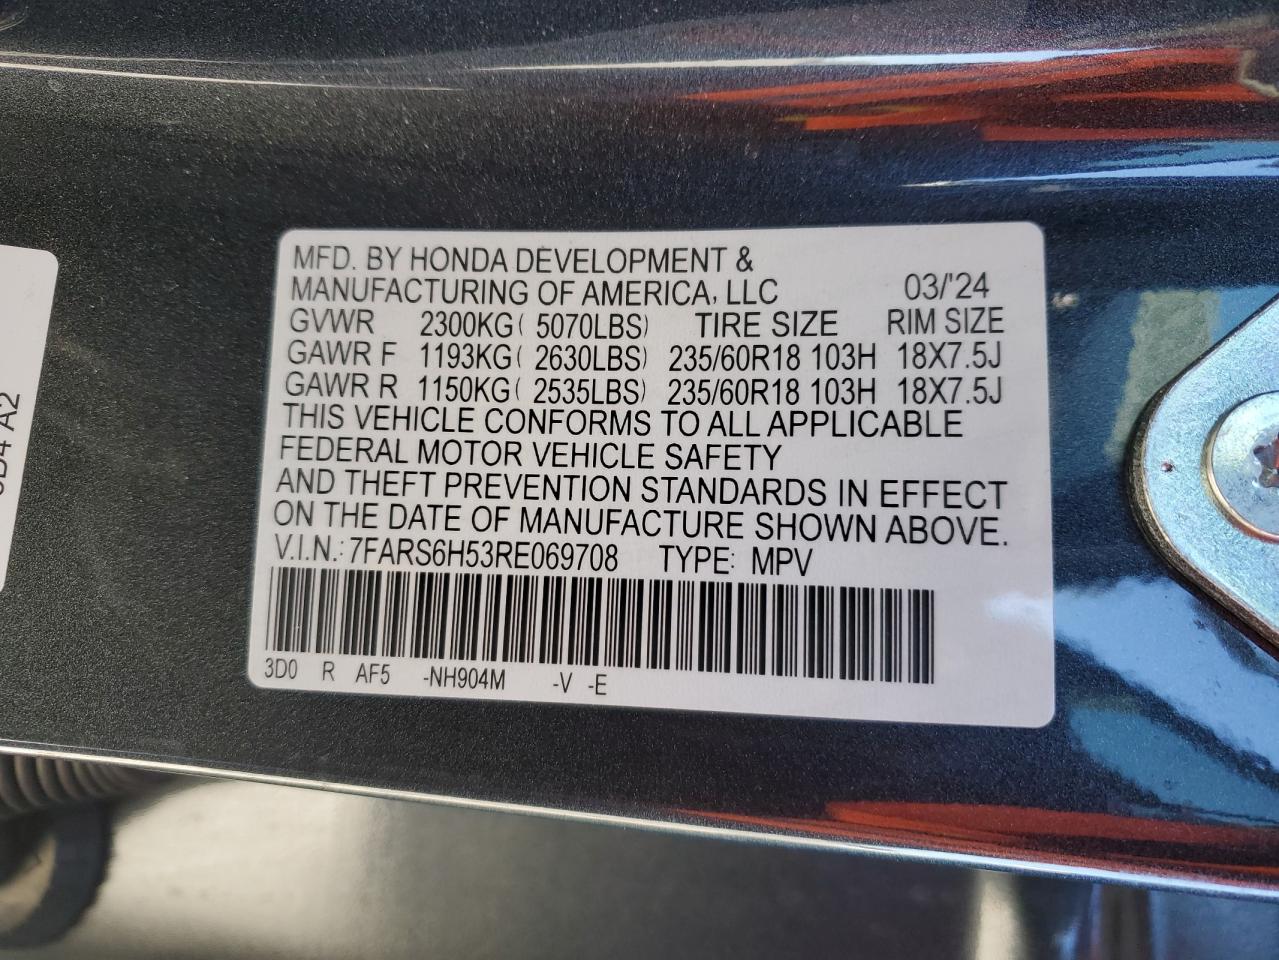 MFD. BY HONDA DEVELOPMENT &
MANUFACTURING OF AMERICA, LLC 03/'24
GVWR 2300KG( 5070LBS) TIRE SIZE RIM SIZE
GAWR F 1193KG( 2630LBS) 235/60R18 103H 18X7.5J
GAWR R 1150KG( 2535LBS) 235/60R18 103H 18X7.5J
THIS VEHICLE CONFORMS TO ALL APPLICABLE
FEDERAL MOTOR VEHICLE SAFETY
AND THEFT PREVENTION STANDARDS IN EFFECT
ON THE DATE OF MANUFACTURE SHOWN ABOVE.
V.I.N.: 7FARS6H53RE069708 TYPE: MPV
3D0 R AF5 -NH904M -V -E
A2